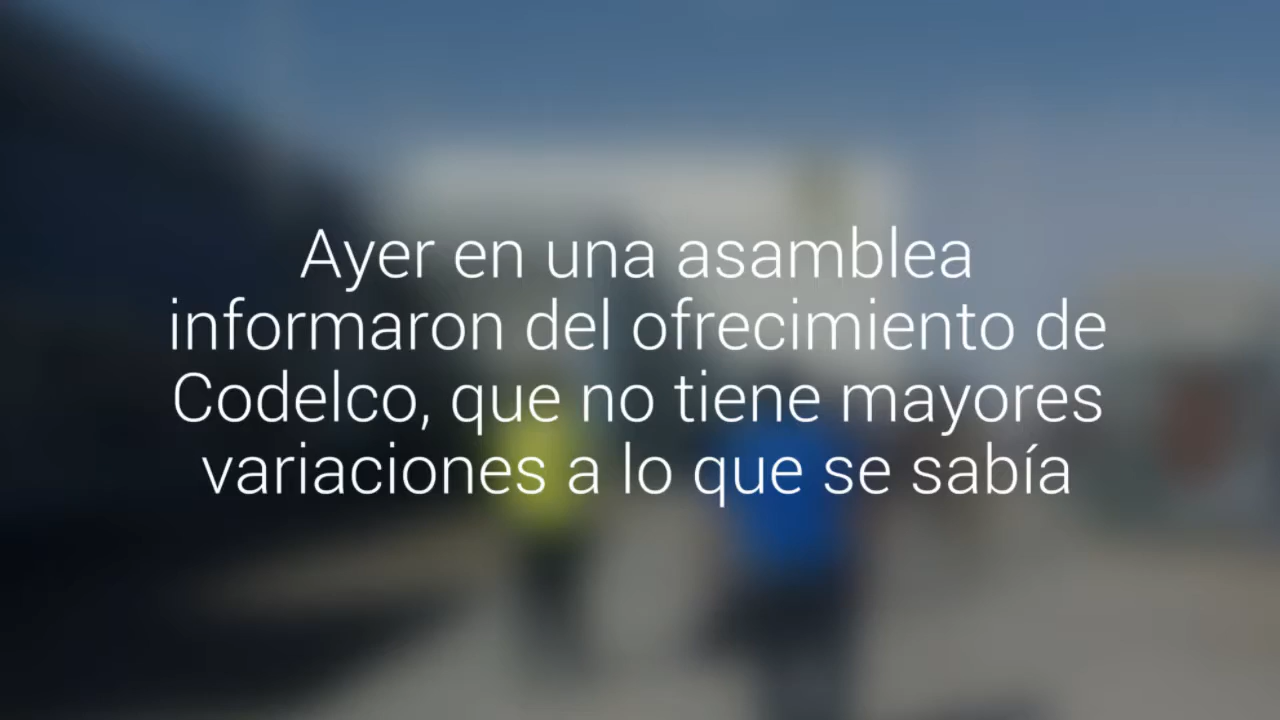 Ayer en una asamblea
informaron del ofrecimiento de
Codelco, que no tiene mayores
variaciones a lo que se sabía